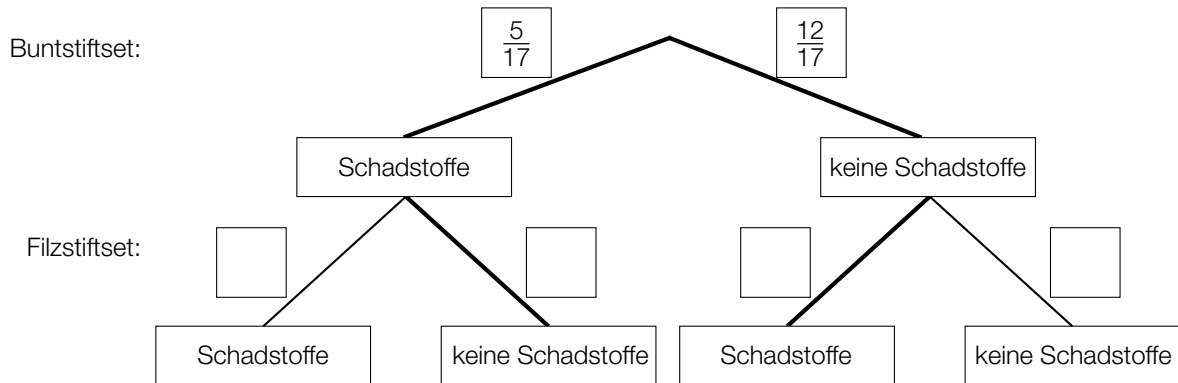 Buntstiftset:
5
17
12
17
Schadstoffe
keine Schadstoffe
Filzstiftset:
Schadstoffe
keine Schadstoffe
Schadstoffe
keine Schadstoffe